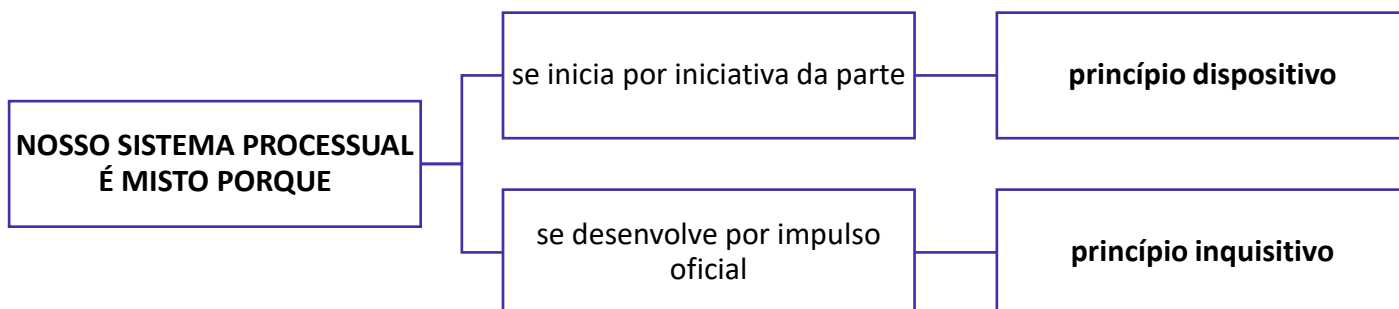 NOSSO SISTEMA PROCESSUAL
É MISTO PORQUE
se inicia por iniciativa da parte
princípio dispositivo
se desenvolve por impulso
oficial
princípio inquisitivo